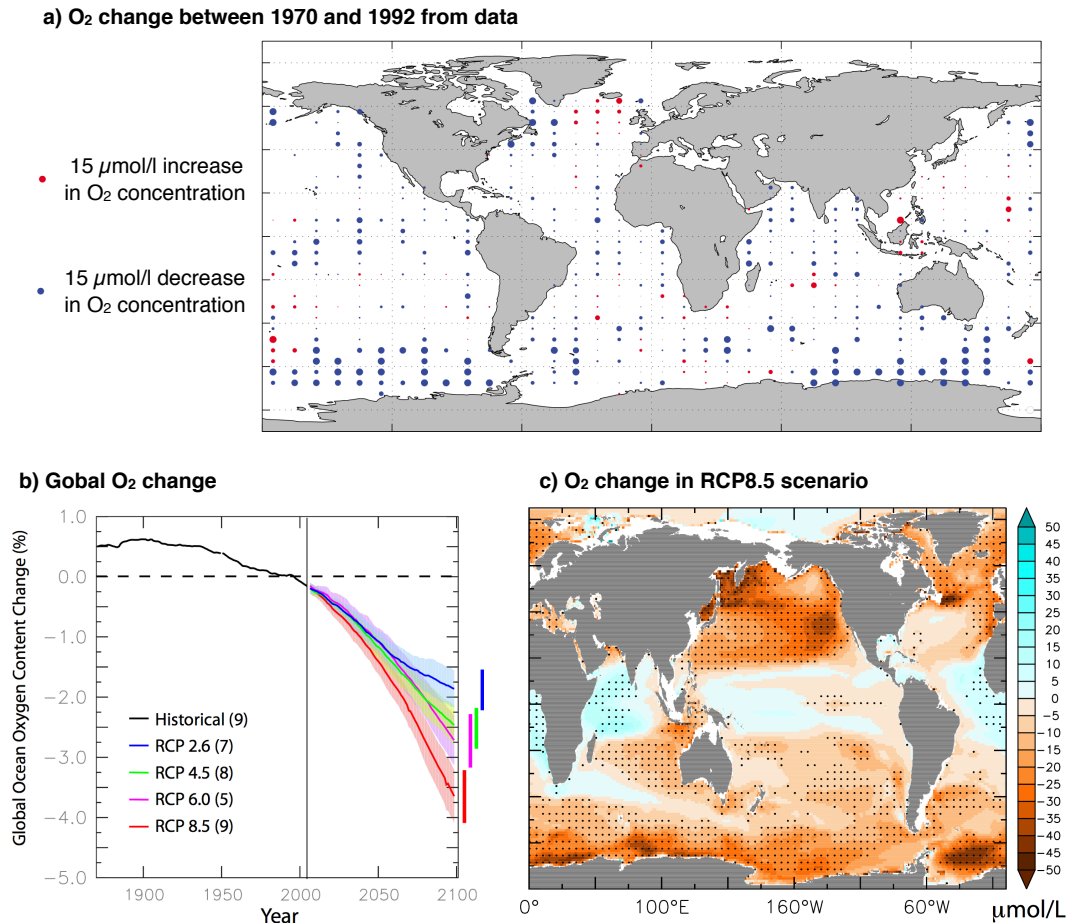 a) O₂ change between 1970 and 1992 from data
15 µmol/l increase
in O₂ concentration
15 µmol/l decrease
in O₂ concentration
b) Gobal O₂ change
Global Ocean Oxygen Content Change (%)
1.0
0.0
−1.0
−2.0
−3.0
−4.0
−5.0
Historical (9)
RCP 2.6 (7)
RCP 4.5 (8)
RCP 6.0 (5)
RCP 8.5 (9)
1900 1950 2000 2050 2100
Year
c) O₂ change in RCP8.5 scenario
50
45
40
35
30
25
20
15
10
5
0
−5
−10
−15
−20
−25
−30
−35
−40
−45
−50
0° 100°E 160°W 60W
µmol/L